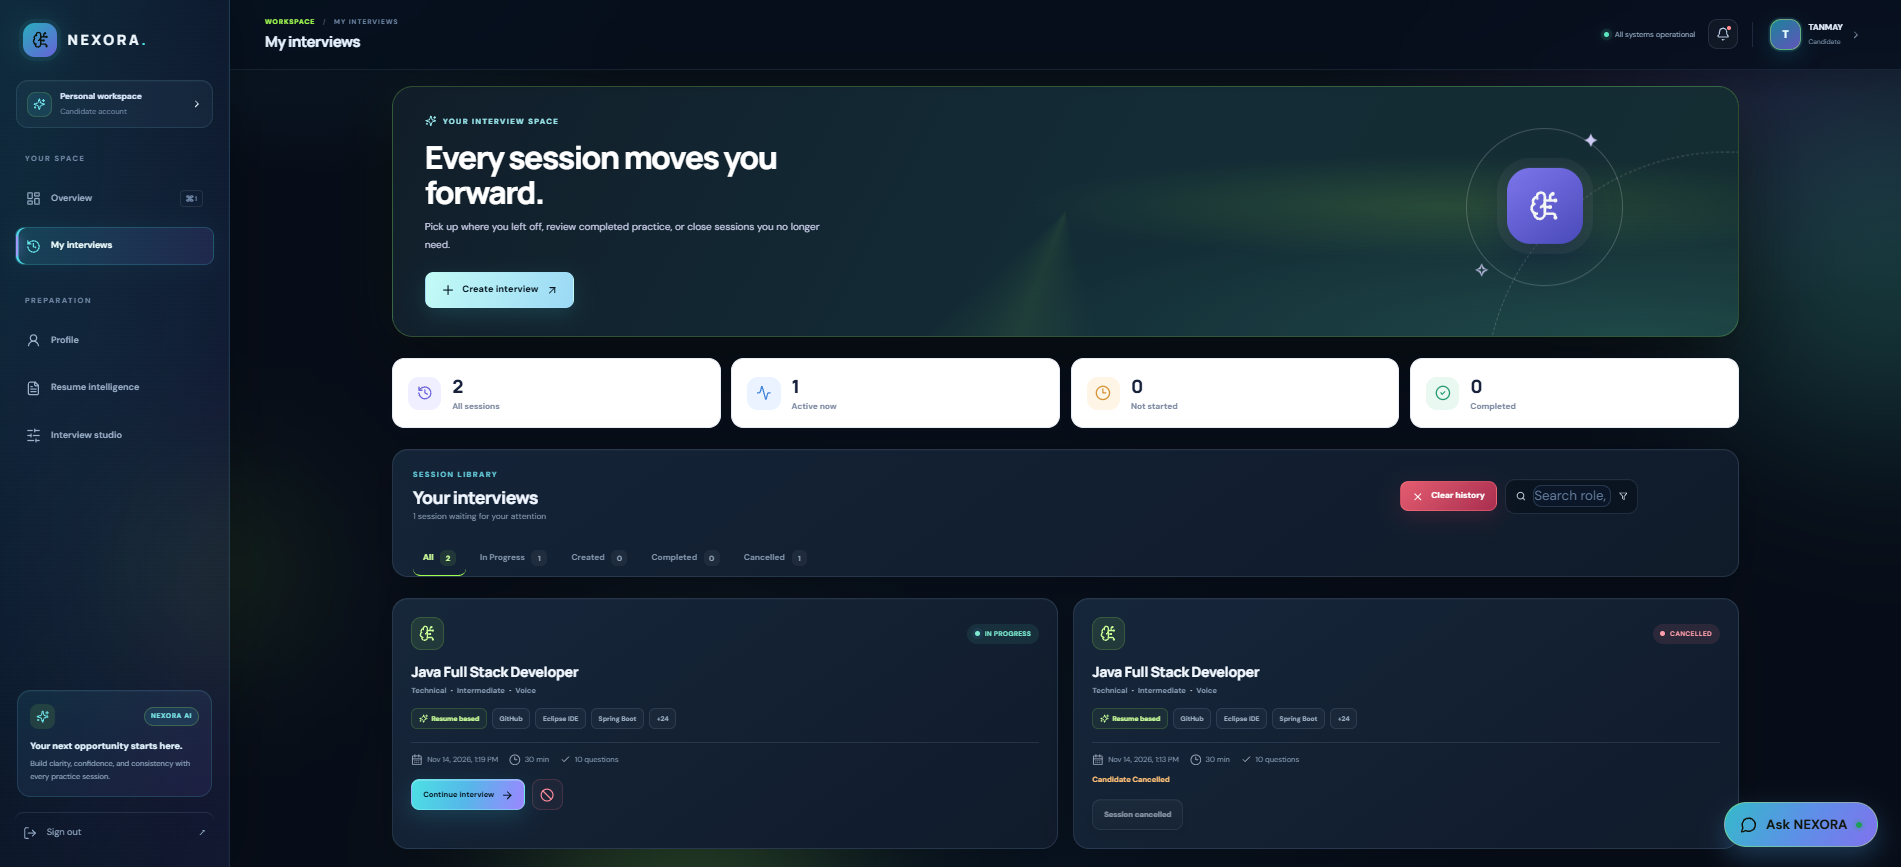 NEXORA.
Personal workspace
Candidate account
YOUR SPACE
Overview
⌘1
My interviews
PREPARATION
Profile
Resume intelligence
Interview studio
NEXORA AI
Your next opportunity starts here.
Build clarity, confidence, and consistency with
every practice session.
Sign out
WORKSPACE / MY INTERVIEWS
My interviews
All systems operational
T
TANMAY
Candidate
YOUR INTERVIEW SPACE
Every session moves you
forward.
Pick up where you left off, review completed practice, or close sessions you no longer
need.
Create interview
2
All sessions
1
Active now
0
Not started
0
Completed
SESSION LIBRARY
Your interviews
1 session waiting for your attention
Clear history
Search role,
All 2
In Progress 1
Created 0
Completed 0
Cancelled 1
IN PROGRESS
Java Full Stack Developer
Technical • Intermediate • Voice
Resume based
GitHub
Eclipse IDE
Spring Boot
+24
Nov 14, 2026, 1:19 PM
30 min
10 questions
Continue interview
CANCELLED
Java Full Stack Developer
Technical • Intermediate • Voice
Resume based
GitHub
Eclipse IDE
Spring Boot
+24
Nov 14, 2026, 1:13 PM
30 min
10 questions
Candidate Cancelled
Session cancelled
Ask NEXORA